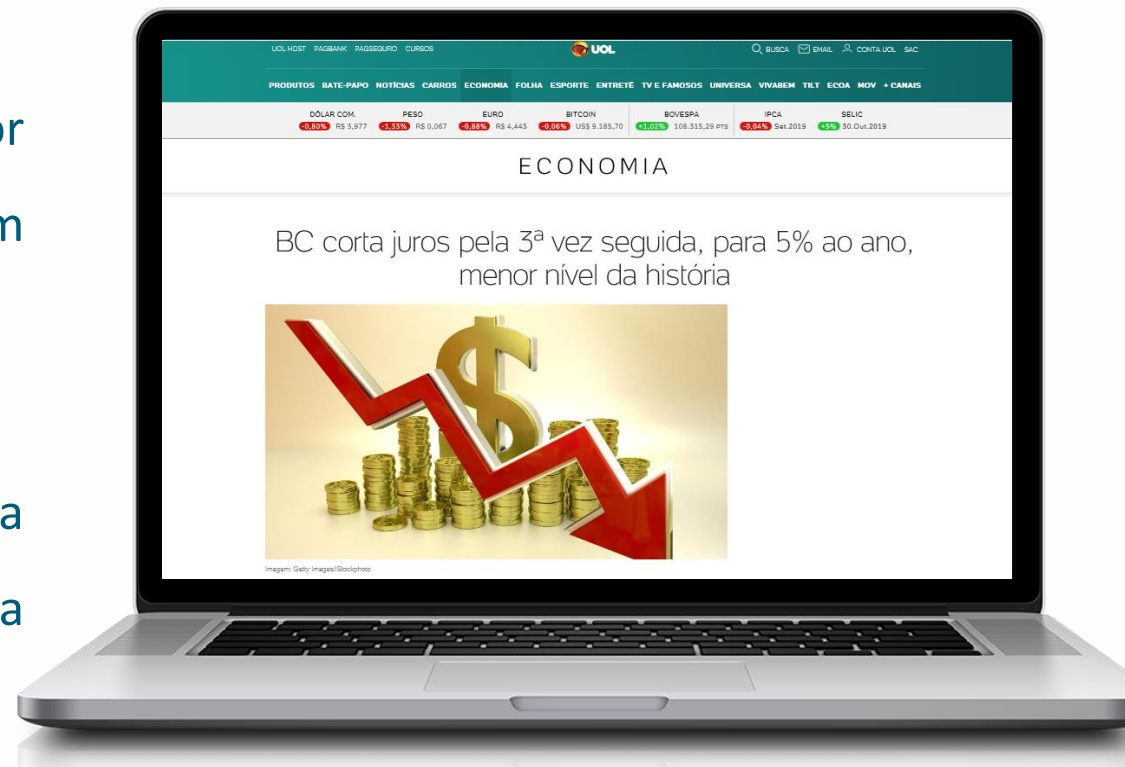 or
m
a
a
UOL HOST PAGBANK PAGSEGURO CURSOS UOL BUSCA EMAIL CONTA UOL SAC
PRODUTOS BATE-PAPO NOTÍCIAS CARROS ECONOMIA FOLHA ESPORTE ENTRETÊ TV E FAMOSOS UNIVERSA VIVABEM TILT ECOA MOV + CANAIS
DÓLAR COM. PESO EURO BITCOIN BOVESPA IPCA SELIC
-0,80% R$ 3,977 -1,33% R$ 0,067 -0,88% R$ 4,443 -0,06% US$ 9.185,70 +1,02% 108.315,29 PTS -0,04% Set.2019 +5% 30.Out.2019
ECONOMIA
BC corta juros pela 3ª vez seguida, para 5% ao ano,
menor nível da história
Imagem: Getty Images/iStockphoto